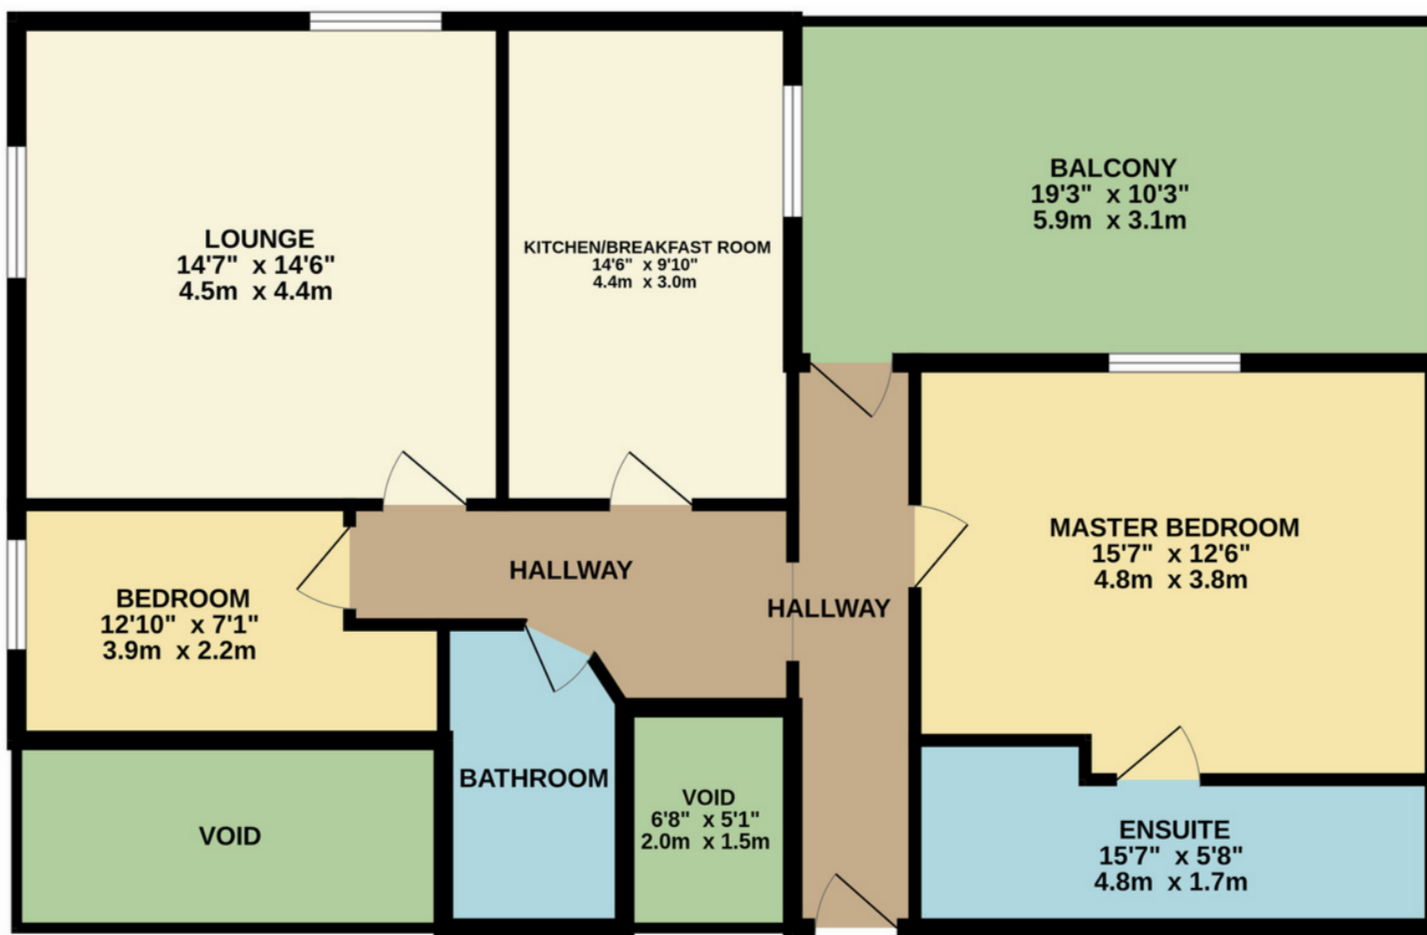 LOUNGE
14'7" x 14'6"
4.5m x 4.4m
KITCHEN/BREAKFAST ROOM
14'6" x 9'10"
4.4m x 3.0m
BALCONY
19'3" x 10'3"
5.9m x 3.1m
BEDROOM
12'10" x 7'1"
3.9m x 2.2m
HALLWAY
HALLWAY
MASTER BEDROOM
15'7" x 12'6"
4.8m x 3.8m
VOID
BATHROOM
VOID
6'8" x 5'1"
2.0m x 1.5m
ENSUITE
15'7" x 5'8"
4.8m x 1.7m